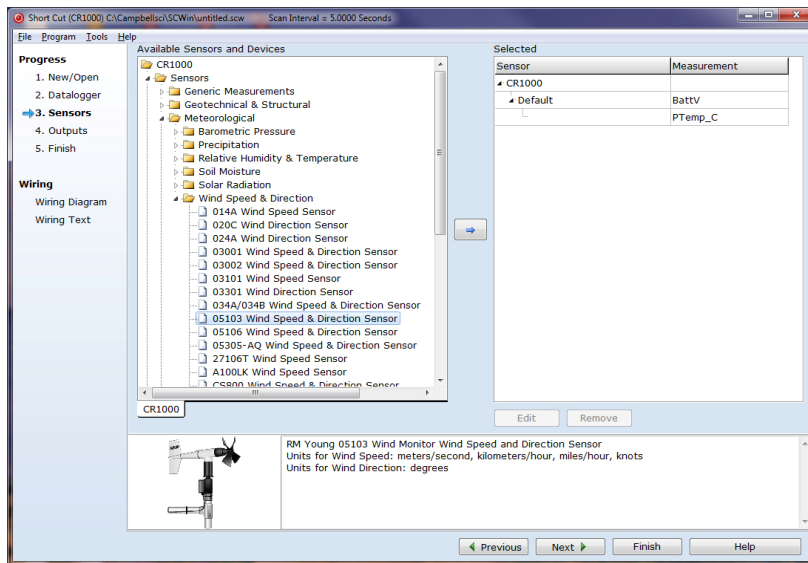 Short Cut (CR1000) C:\Campbellsci\SCWin\untitled.scw Scan Interval = 5.0000 Seconds
File Program Tools Help
Progress
1. New/Open
2. Datalogger
3. Sensors
4. Outputs
5. Finish
Wiring
Wiring Diagram
Wiring Text
Available Sensors and Devices
CR1000
Sensors
Generic Measurements
Geotechnical & Structural
Meteorological
Barometric Pressure
Precipitation
Relative Humidity & Temperature
Soil Moisture
Solar Radiation
Wind Speed & Direction
014A Wind Speed Sensor
020C Wind Direction Sensor
024A Wind Direction Sensor
03001 Wind Speed & Direction Sensor
03002 Wind Speed & Direction Sensor
03101 Wind Speed Sensor
03301 Wind Direction Sensor
034A/034B Wind Speed & Direction Sensor
05103 Wind Speed & Direction Sensor
05106 Wind Speed & Direction Sensor
05305-AQ Wind Speed & Direction Sensor
27106T Wind Speed Sensor
A100LK Wind Speed Sensor
CS800 Wind Speed & Direction Sensor
CR1000
Selected
Sensor Measurement
CR1000
Default BattV
PTemp_C
Edit Remove
RM Young 05103 Wind Monitor Wind Speed and Direction Sensor
Units for Wind Speed: meters/second, kilometers/hour, miles/hour, knots
Units for Wind Direction: degrees
Previous Next Finish Help